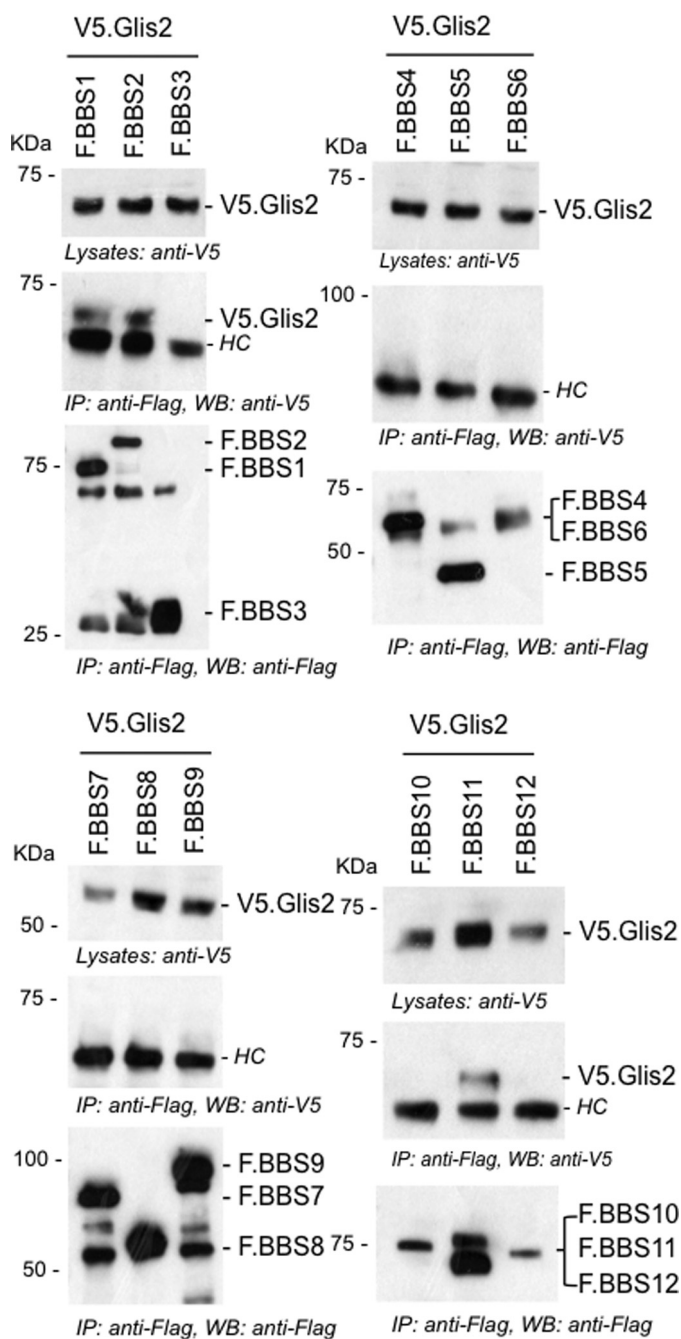 V5.Glis2
F.BBS1
F.BBS2
F.BBS3
KDa
75 -
- V5.Glis2
Lysates: anti-V5
75 -
- V5.Glis2
- HC
IP: anti-Flag, WB: anti-V5
- F.BBS2
75 -
- F.BBS1
- F.BBS3
25 -
IP: anti-Flag, WB: anti-Flag
V5.Glis2
F.BBS4
F.BBS5
F.BBS6
KDa
75 -
- V5.Glis2
Lysates: anti-V5
100 -
- HC
IP: anti-Flag, WB: anti-V5
75 -
F.BBS4
F.BBS6
50 -
- F.BBS5
IP: anti-Flag, WB: anti-Flag
V5.Glis2
F.BBS7
F.BBS8
F.BBS9
KDa
- V5.Glis2
50 -
Lysates: anti-V5
75 -
- HC
IP: anti-Flag, WB: anti-V5
100 -
- F.BBS9
- F.BBS7
- F.BBS8
50 -
IP: anti-Flag, WB: anti-Flag
V5.Glis2
F.BBS10
F.BBS11
F.BBS12
KDa
75 -
- V5.Glis2
Lysates: anti-V5
75 -
- V5.Glis2
- HC
IP: anti-Flag, WB: anti-V5
F.BBS10
75 -
F.BBS11
F.BBS12
IP: anti-Flag, WB: anti-Flag